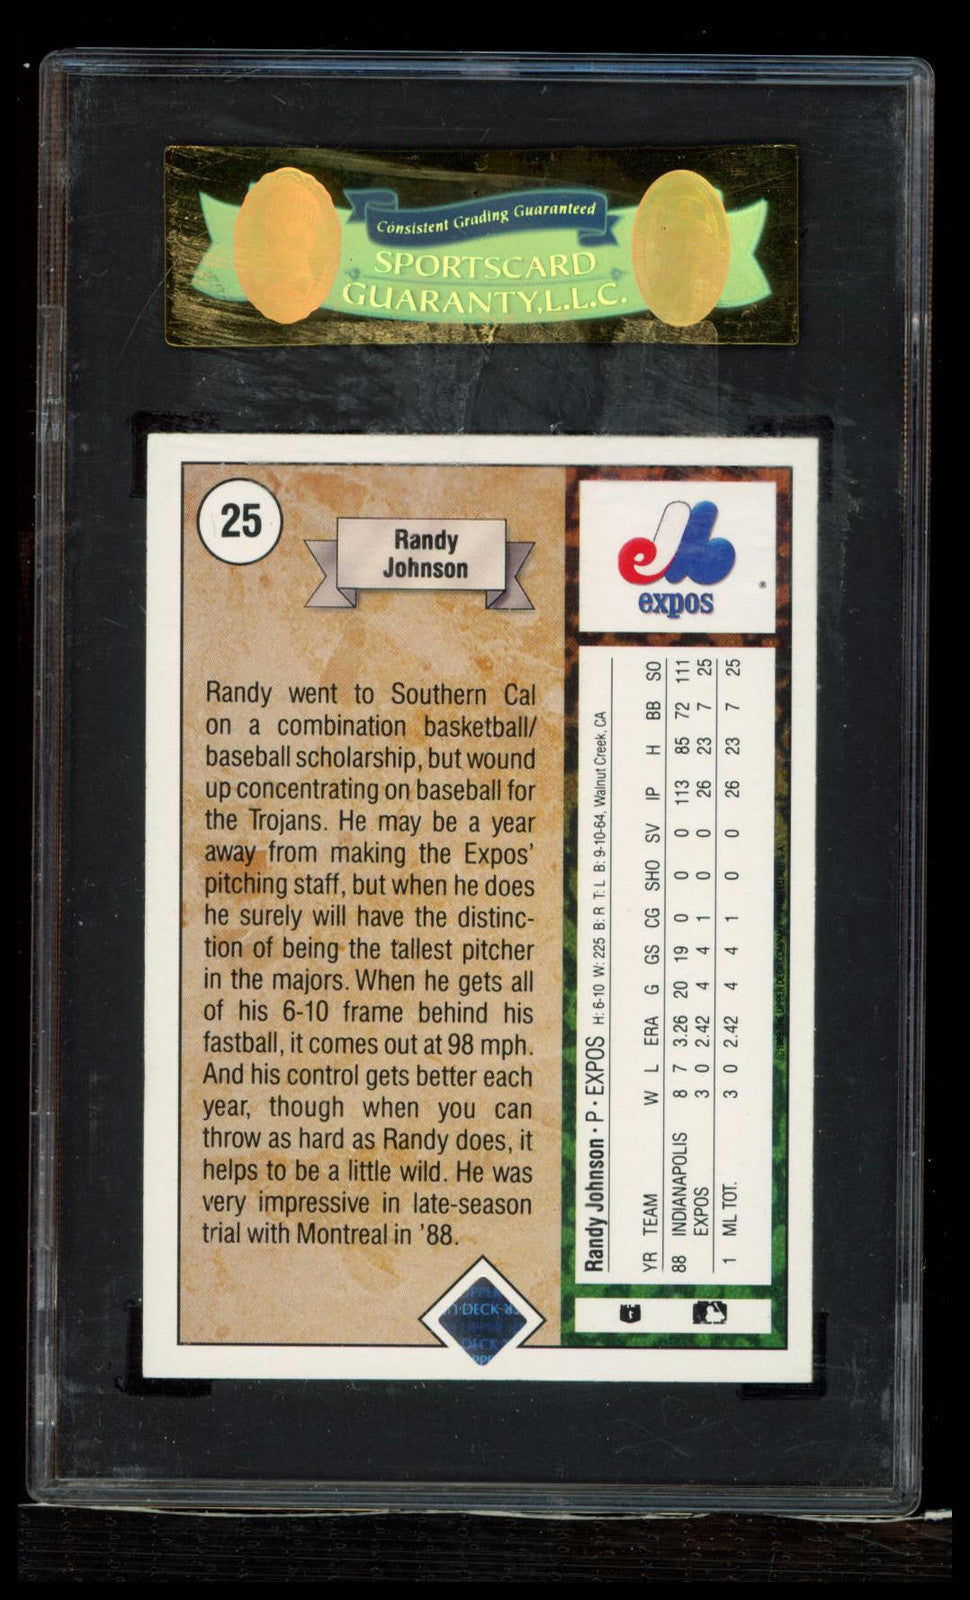 Consistent Grading Guaranteed
SPORTSCARD
GUARANTY,L.L.C.
25
Randy
Johnson
expos
®
Randy went to Southern Cal
on a combination basketball/
baseball scholarship, but wound
up concentrating on baseball for
the Trojans. He may be a year
away from making the Expos’
pitching staff, but when he does
he surely will have the distinc-
tion of being the tallest pitcher
in the majors. When he gets all
of his 6-10 frame behind his
fastball, it comes out at 98 mph.
And his control gets better each
year, though when you can
throw as hard as Randy does, it
helps to be a little wild. He was
very impressive in late-season
trial with Montreal in ’88.
Randy Johnson • P • EXPOS H: 6-10 W: 225 B: R T: L B: 9-10-64, Walnut Creek, CA
YR TEAM W L ERA G GS CG SHO SV IP H BB SO
88 INDIANAPOLIS 8 7 3.26 20 19 0 0 0 113 85 72 111
EXPOS 3 0 2.42 4 4 1 0 0 26 23 7 25
1 ML TOT. 3 0 2.42 4 4 1 0 0 26 23 7 25
DECK
DECK